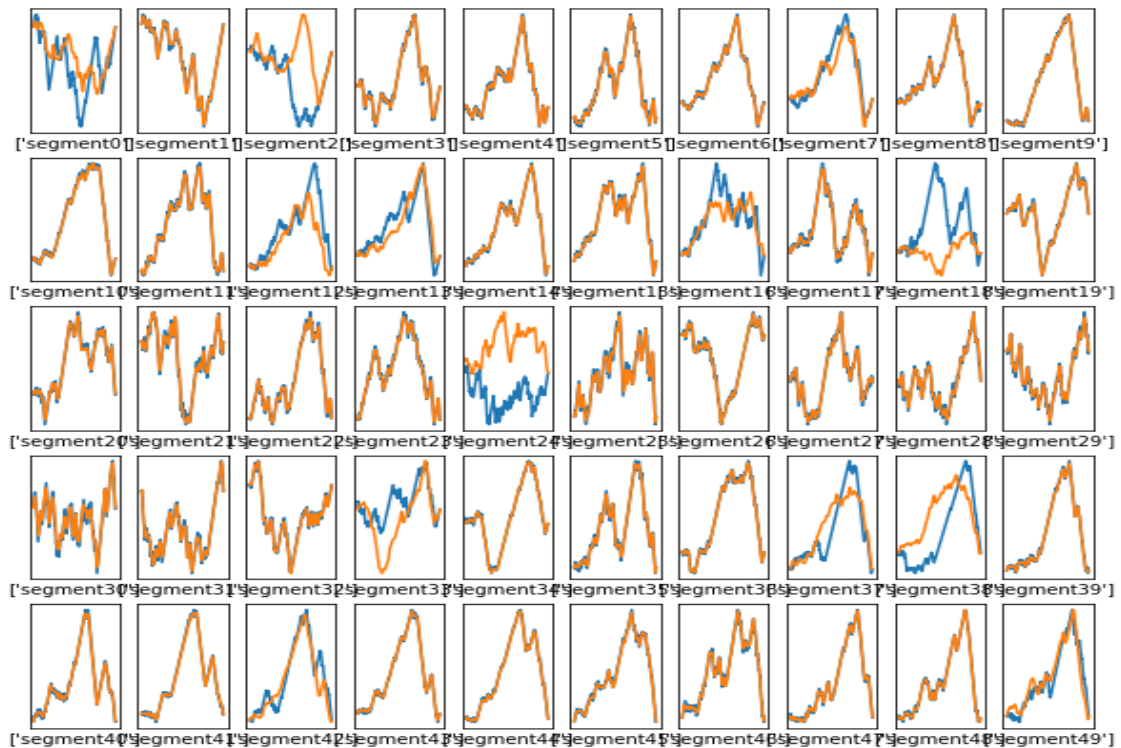 ['segment0'] ['segment1'] ['segment2'] ['segment3'] ['segment4'] ['segment5'] ['segment6'] ['segment7'] ['segment8'] ['segment9']
['segment10'] ['segment11'] ['segment12'] ['segment13'] ['segment14'] ['segment15'] ['segment16'] ['segment17'] ['segment18'] ['segment19']
['segment20'] ['segment21'] ['segment22'] ['segment23'] ['segment24'] ['segment25'] ['segment26'] ['segment27'] ['segment28'] ['segment29']
['segment30'] ['segment31'] ['segment32'] ['segment33'] ['segment34'] ['segment35'] ['segment36'] ['segment37'] ['segment38'] ['segment39']
['segment40'] ['segment41'] ['segment42'] ['segment43'] ['segment44'] ['segment45'] ['segment46'] ['segment47'] ['segment48'] ['segment49']